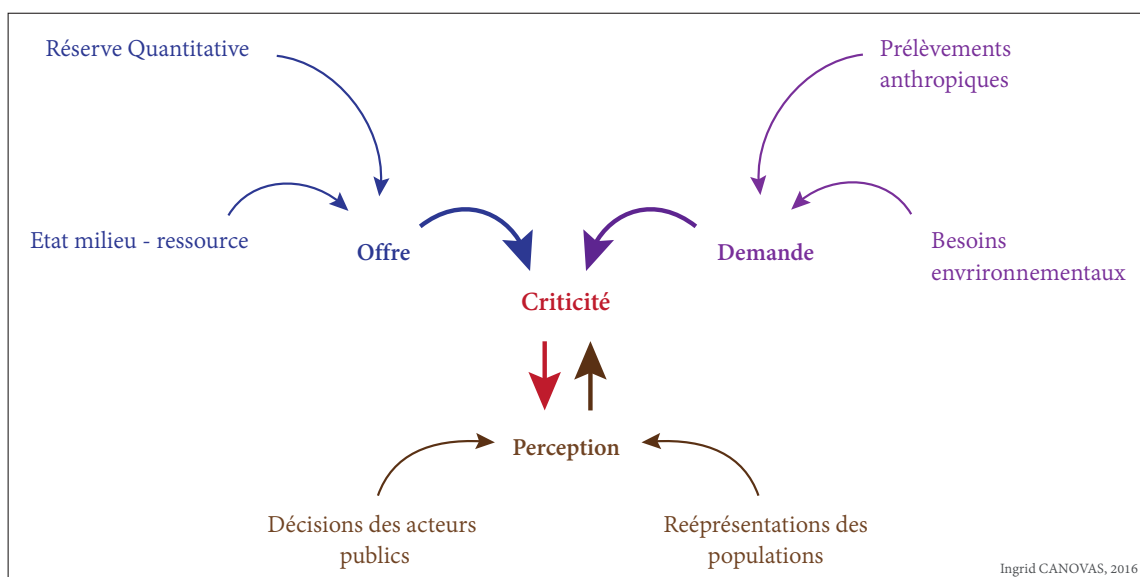 Réserve Quantitative
Prélèvements
anthropiques
Etat milieu - ressource
Offre
Demande
Besoins
envrironnementaux
Criticité
Perception
Décisions des acteurs
publics
Reéprésentations des
populations
Ingrid CANOVAS, 2016